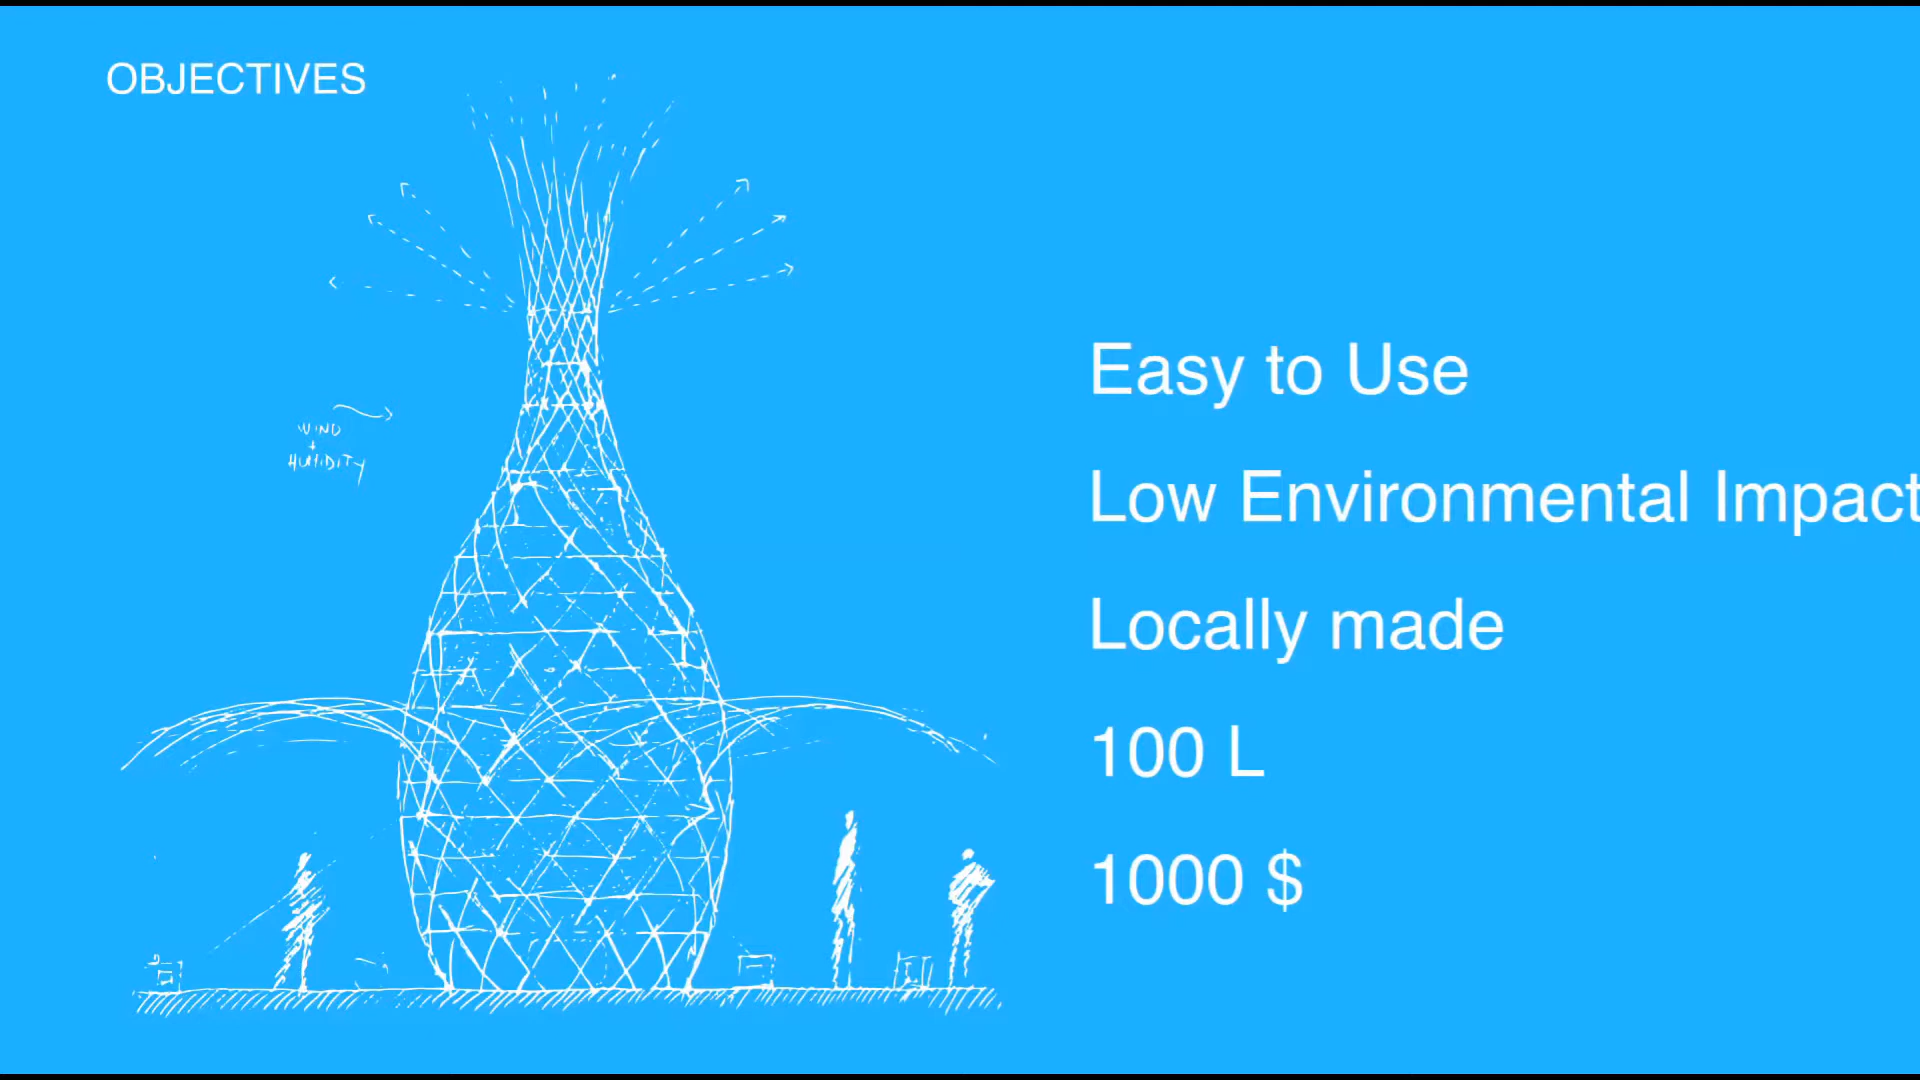 OBJECTIVES
WIND
+
HUMIDITY
Easy to Use
Low Environmental Impact
Locally made
100 L
1000 $